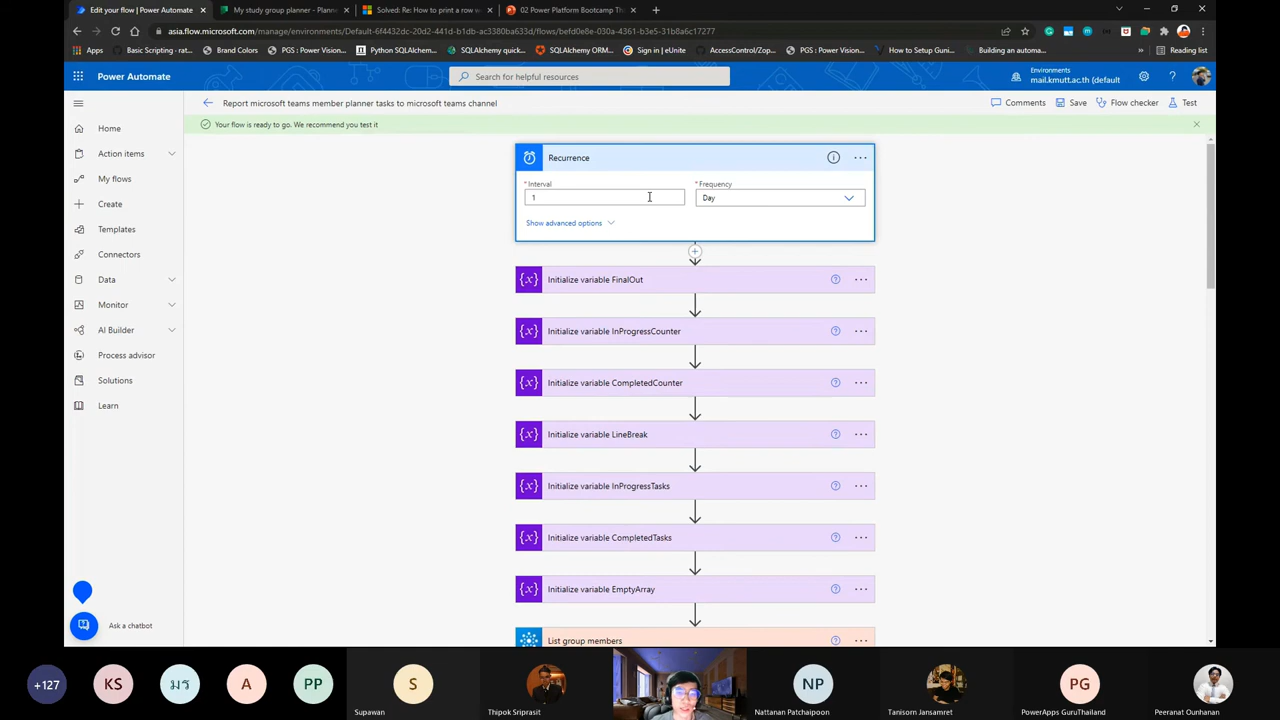 Edit your flow | Power Automate
My study group planner - Planne
Solved: Re: How to print a row w
02 Power Platform Bootcamp Th
asia.flow.microsoft.com/manage/environments/Default-6f4432dc-20d2-441d-b1db-ac3380ba633d/flows/befd0e8e-030a-4361-b3e5-31b8a6c17277
Apps
Basic Scripting - rat...
Brand Colors
PGS : Power Vision...
Python SQLAlchemy
SQLAlchemy quick...
SQLAlchemy ORM...
Sign in | eUnite
AccessControl/Zop...
PGS : Power Vision...
How to Setup Guni...
Building an automa...
»
Reading list
Power Automate
Search for helpful resources
Environments
mail.kmutt.ac.th (default
Report microsoft teams member planner tasks to microsoft teams channel
Comments
Save
Flow checker
Test
Your flow is ready to go. We recommend you test it
Home
Action items
My flows
Create
Templates
Connectors
Data
Monitor
AI Builder
Process advisor
Solutions
Learn
Ask a chatbot
Recurrence
* Interval
* Frequency
1
Day
Show advanced options
Initialize variable FinalOut
Initialize variable InProgressCounter
Initialize variable CompletedCounter
Initialize variable LineBreak
Initialize variable InProgressTasks
Initialize variable CompletedTasks
Initialize variable EmptyArray
List group members
+127
KS
มร
A
PP
S
NP
PG
Supawan
Thipok Sriprasit
Nattanan Patchaipoon
Tanisorn Jansamret
PowerApps GuruThailand
Peeranat Ounhanan